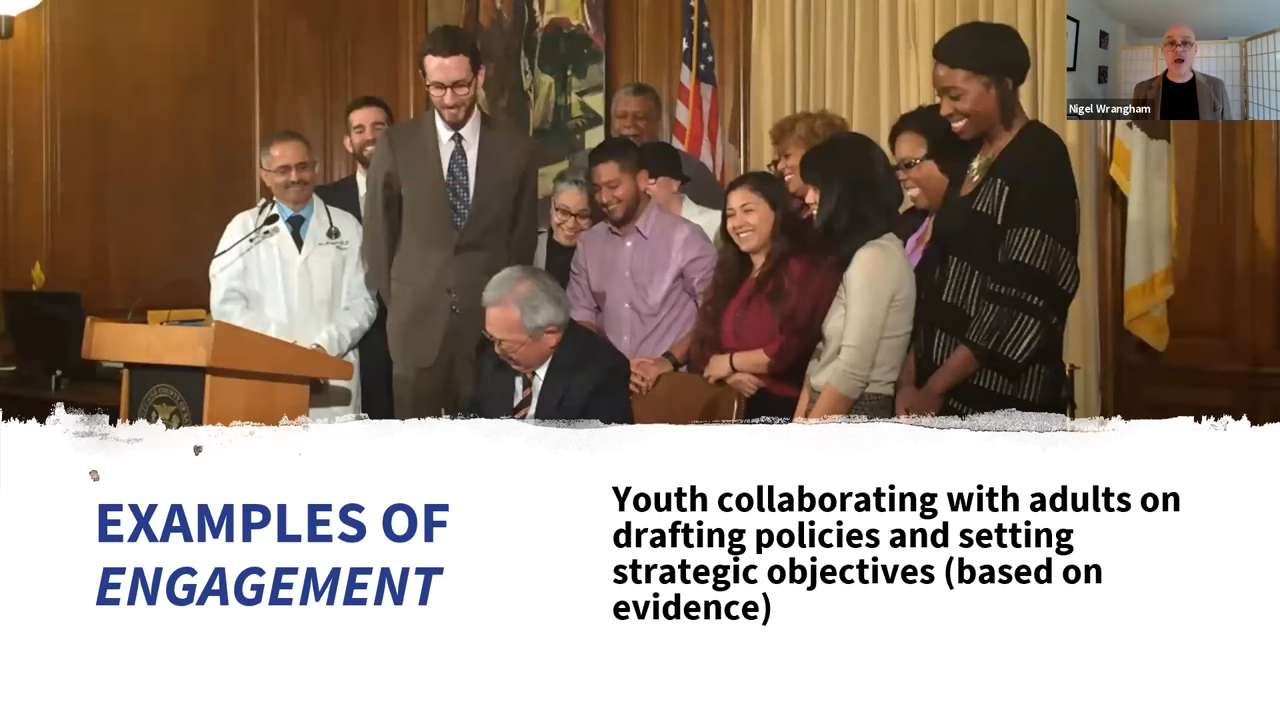 Nigel Wrangham
EXAMPLES OF
ENGAGEMENT
Youth collaborating with adults on
drafting policies and setting
strategic objectives (based on
evidence)